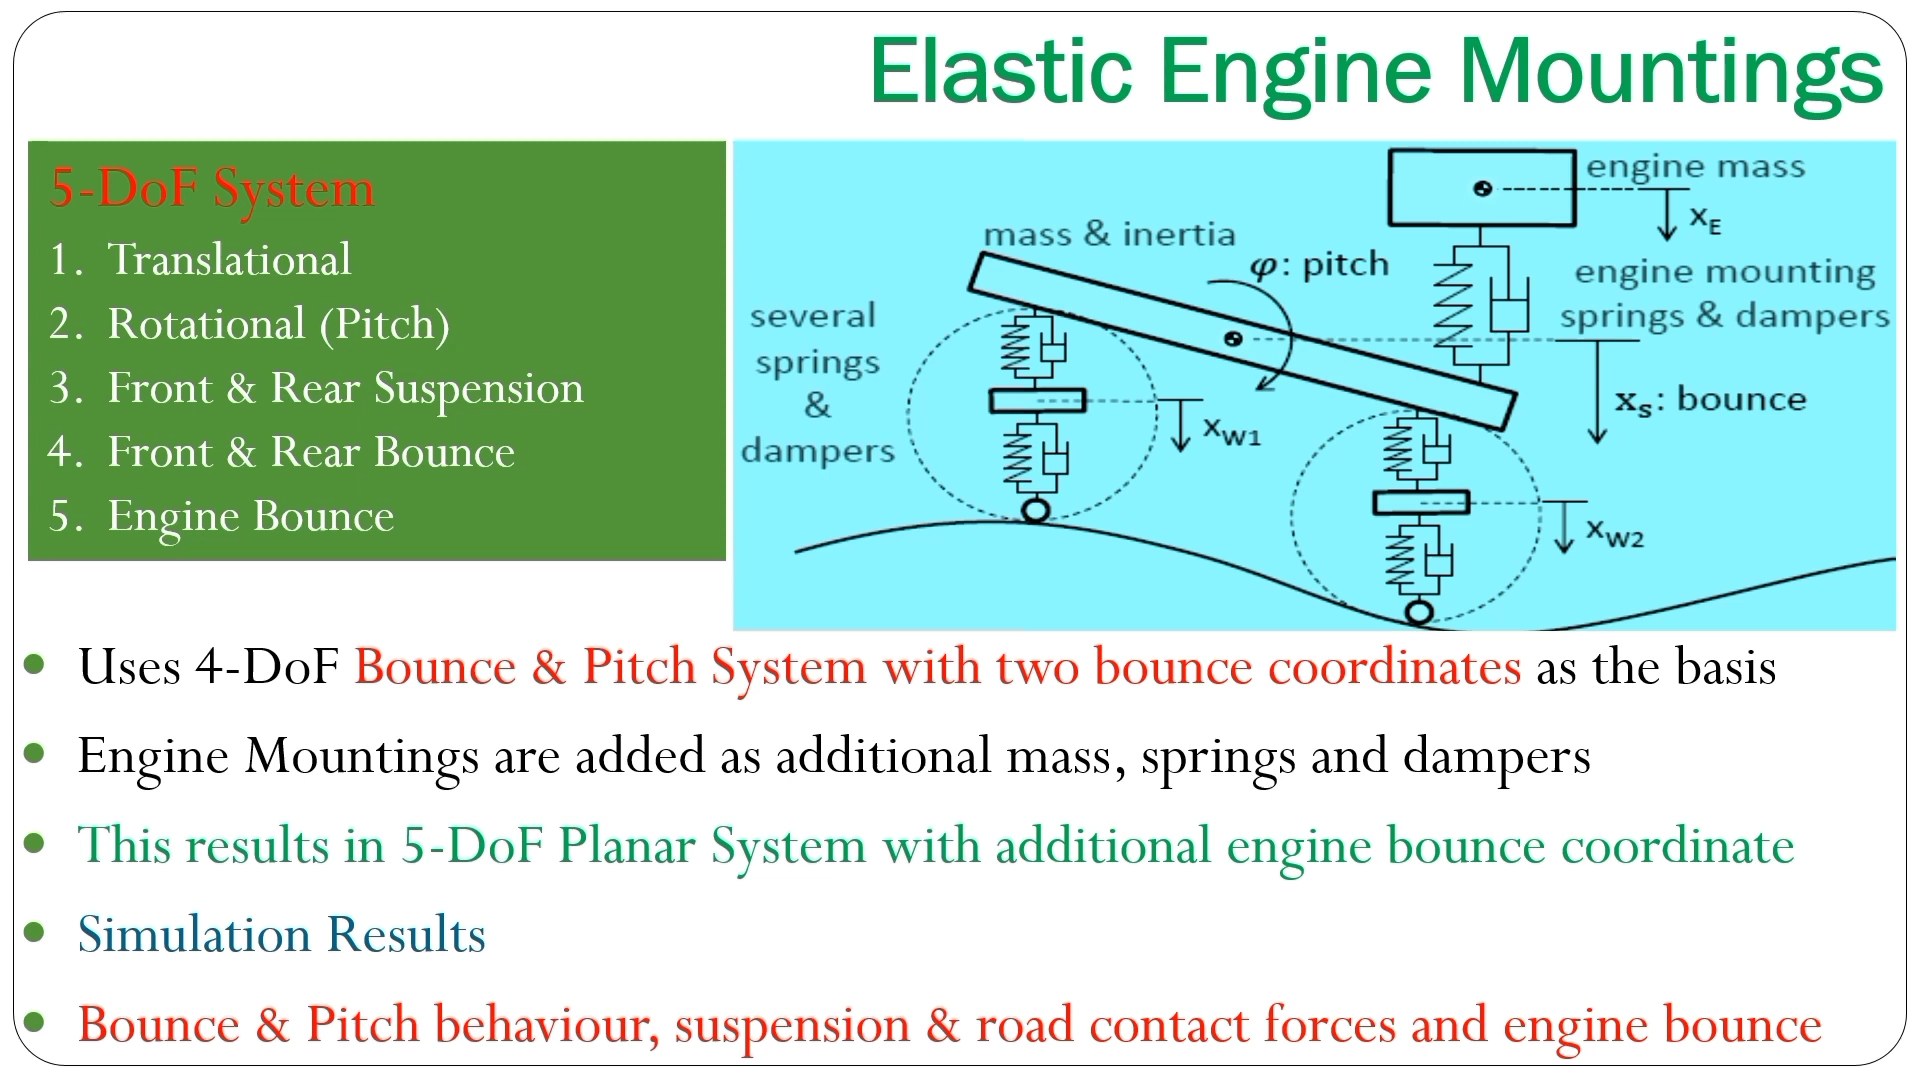 Elastic Engine Mountings
5-DoF System
1. Translational
2. Rotational (Pitch)
3. Front & Rear Suspension
4. Front & Rear Bounce
5. Engine Bounce
engine mass
xE
mass & inertia
φ: pitch
engine mounting
springs & dampers
several
springs
&
dampers
xS: bounce
xW1
xW2
• Uses 4-DoF Bounce & Pitch System with two bounce coordinates as the basis
• Engine Mountings are added as additional mass, springs and dampers
• This results in 5-DoF Planar System with additional engine bounce coordinate
• Simulation Results
• Bounce & Pitch behaviour, suspension & road contact forces and engine bounce